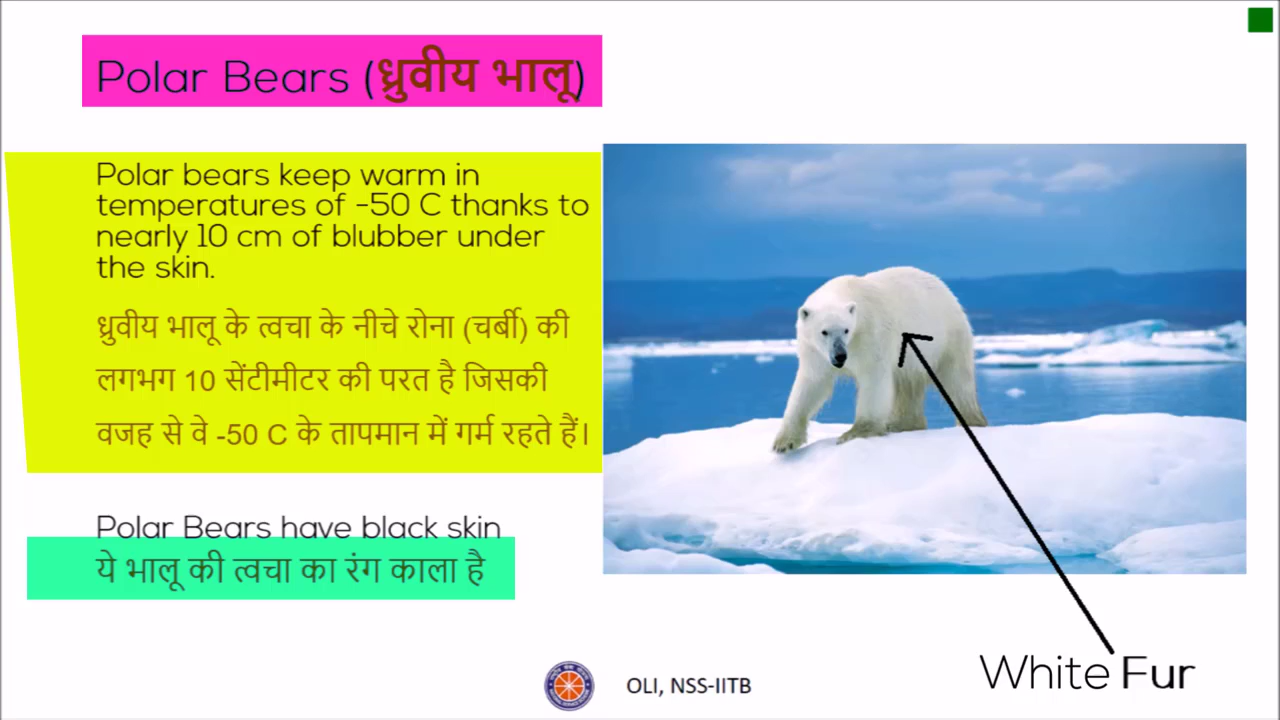 Polar Bears (ध्रुवीय भालू)
Polar bears keep warm in
temperatures of -50 C thanks to
nearly 10 cm of blubber under
the skin.
ध्रुवीय भालू के त्वचा के नीचे रोना (चर्बी) की
लगभग 10 सेंटीमीटर की परत है जिसकी
वजह से वे -50 C के तापमान में गर्म रहते हैं।
Polar Bears have black skin
ये भालू की त्वचा का रंग काला है
White Fur
OLI, NSS-IITB